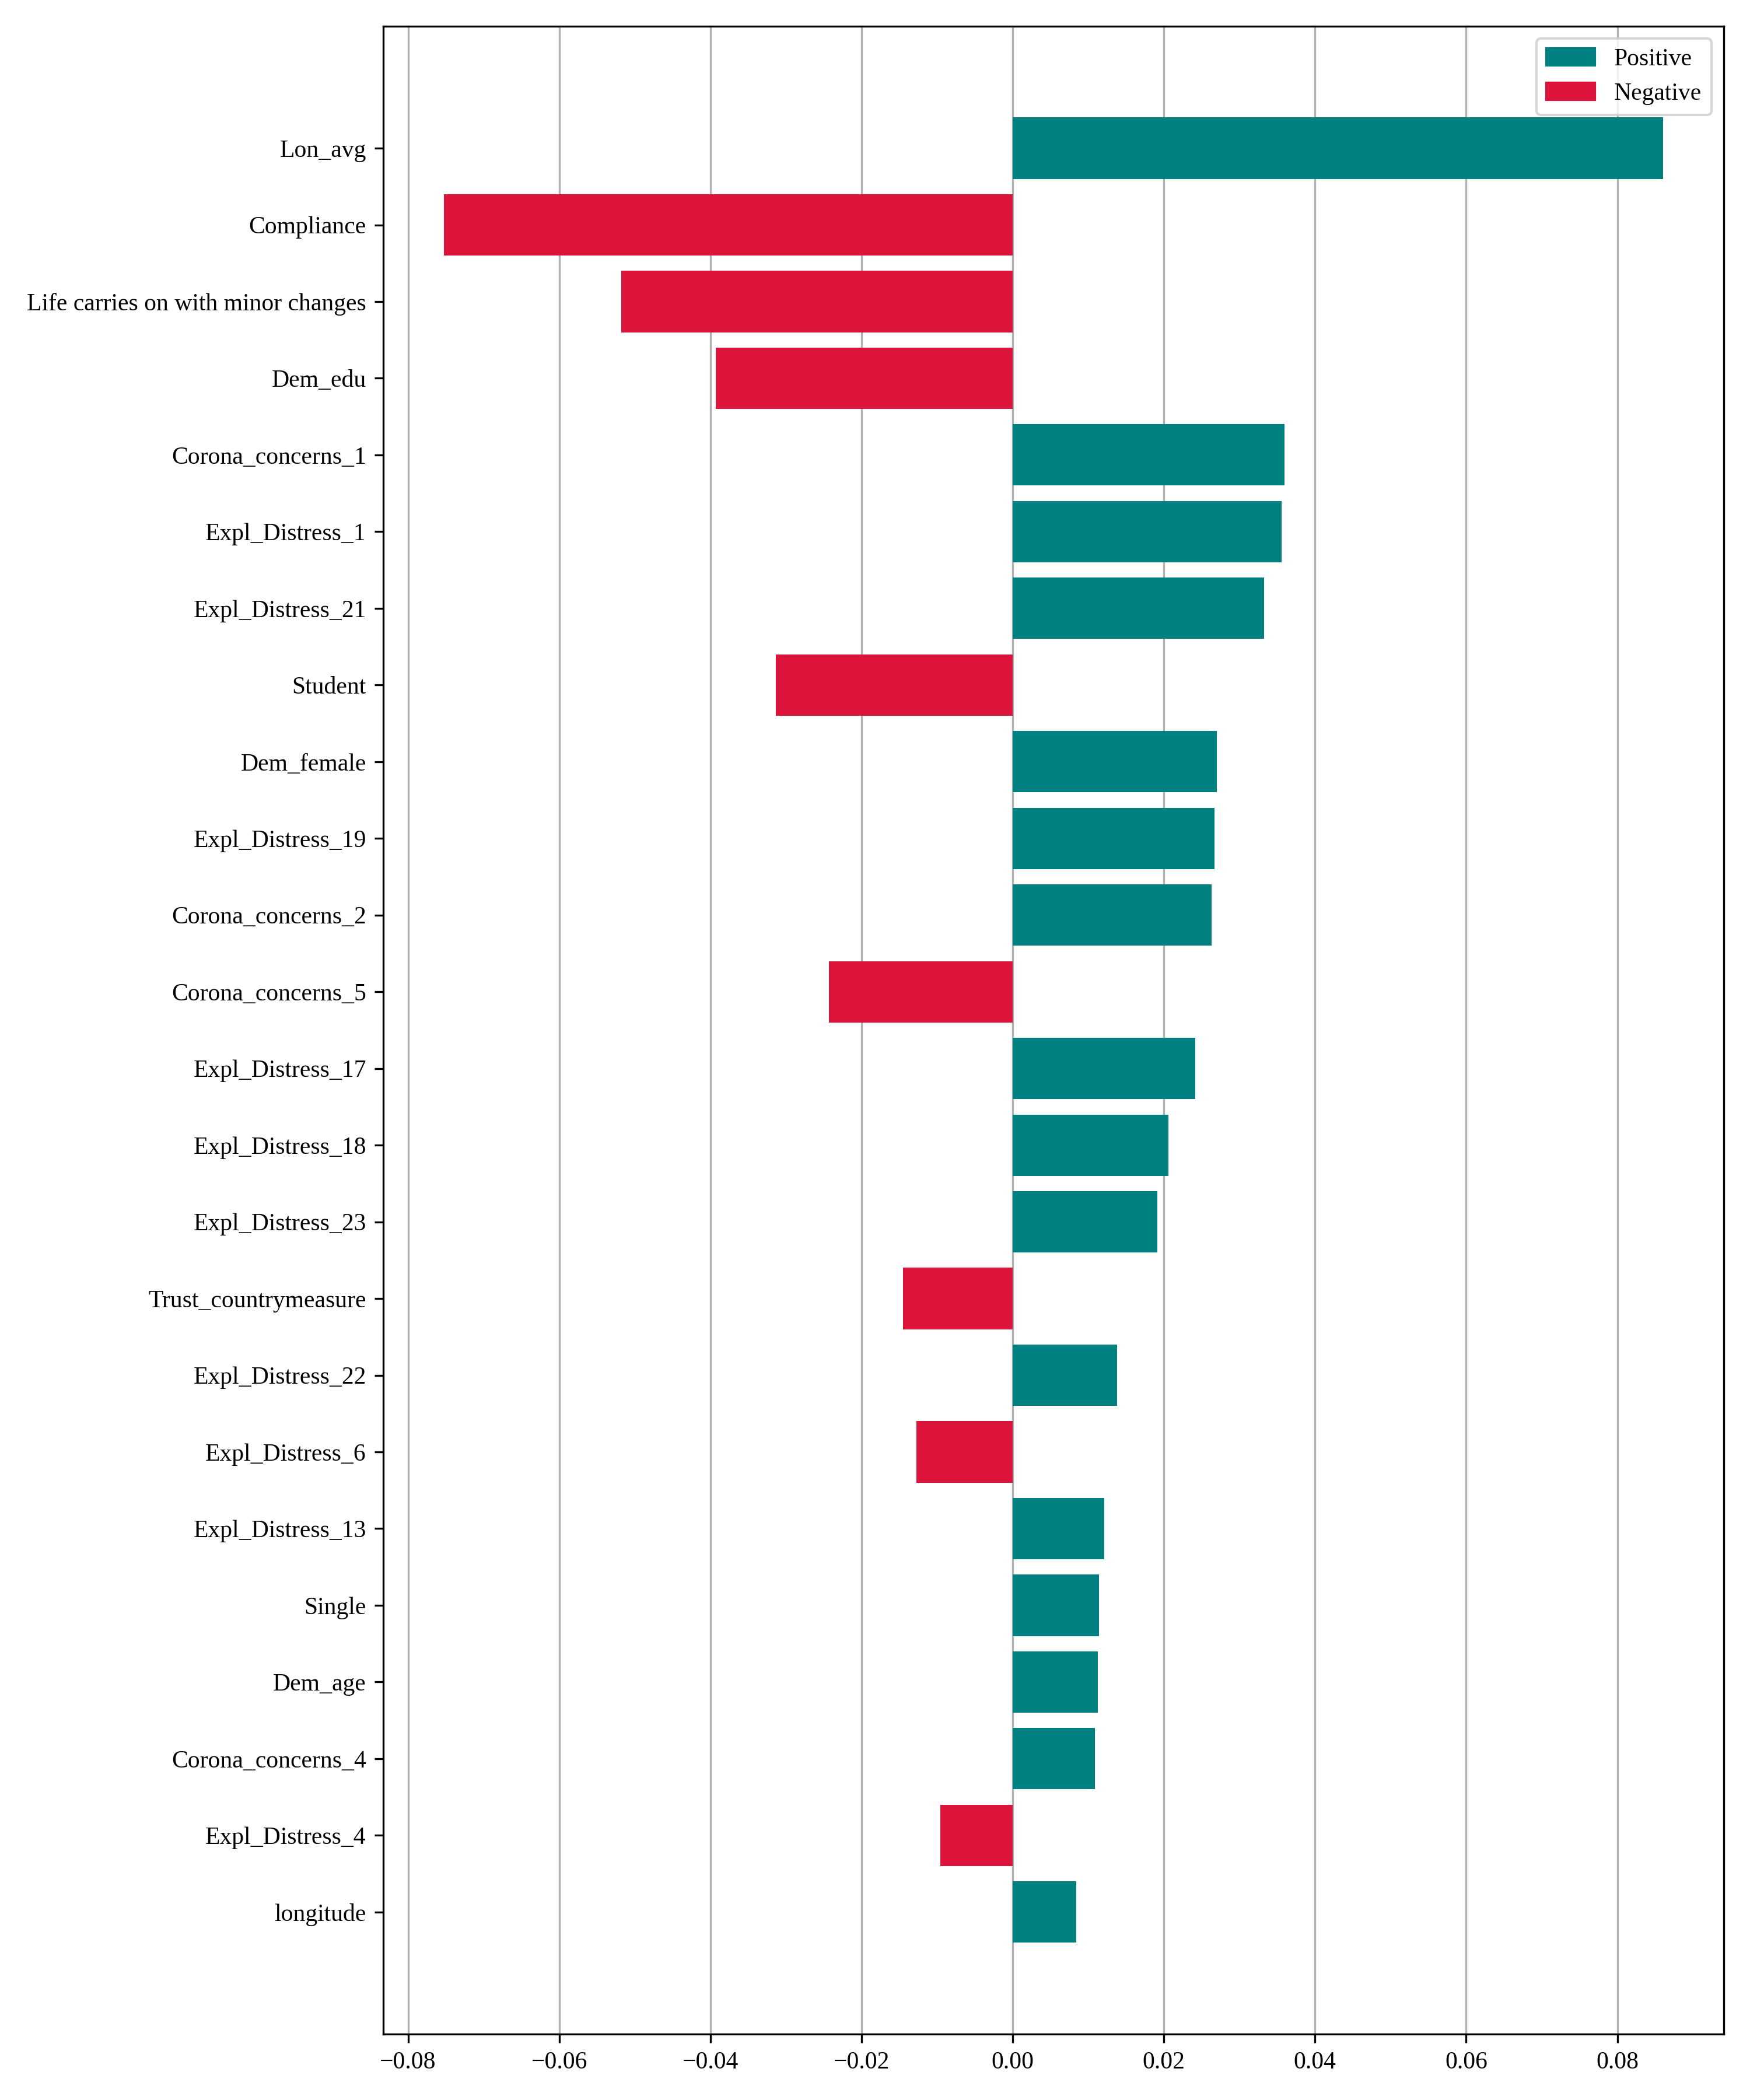 Positive
Negative
Lon_avg
Compliance
Life carries on with minor changes
Dem_edu
Corona_concerns_1
Expl_Distress_1
Expl_Distress_21
Student
Dem_female
Expl_Distress_19
Corona_concerns_2
Corona_concerns_5
Expl_Distress_17
Expl_Distress_18
Expl_Distress_23
Trust_countrymeasure
Expl_Distress_22
Expl_Distress_6
Expl_Distress_13
Single
Dem_age
Corona_concerns_4
Expl_Distress_4
longitude
−0.08 −0.06 −0.04 −0.02 0.00 0.02 0.04 0.06 0.08